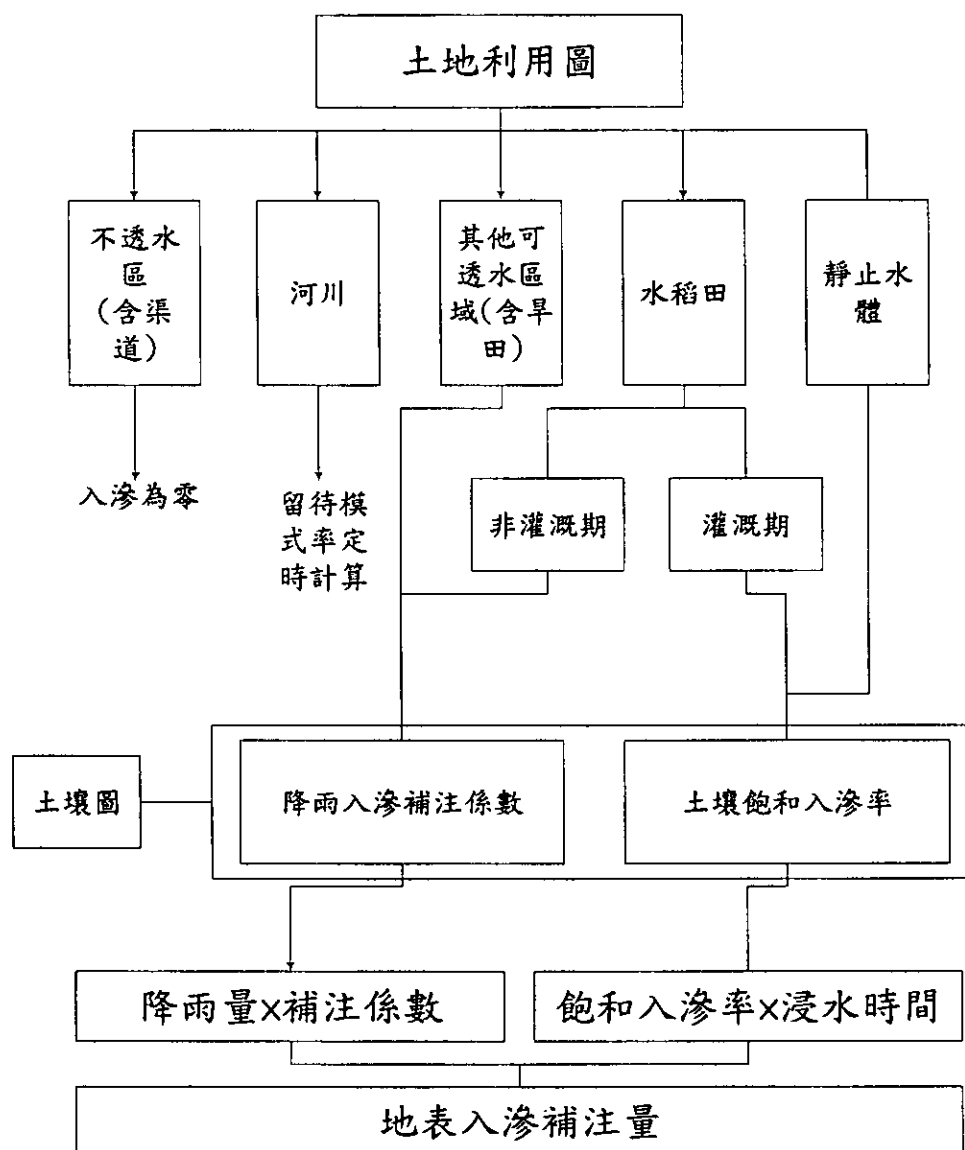 土地利用圖
不透水
區
(含渠
道)
河川
其他可
透水區
域(含旱
田)
水稻田
靜止水
體
入滲為零
留待模
式率定
時計算
非灌溉期
灌溉期
土壤圖
降雨入滲補注係數
土壤飽和入滲率
降雨量×補注係數
飽和入滲率×浸水時間
地表入滲補注量